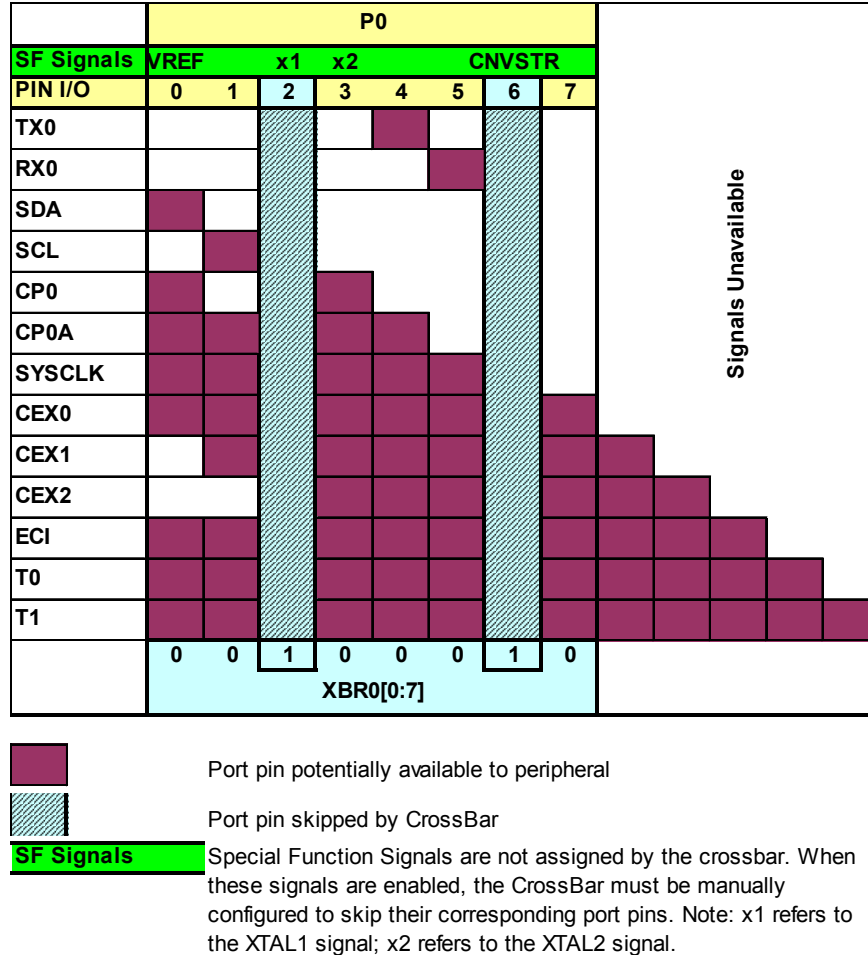 P0
SF Signals VREF x1 x2 CNVSTR
PIN I/O 0 1 2 3 4 5 6 7
TX0
RX0
SDA
SCL
CP0
CP0A
SYSCLK
CEX0
CEX1
CEX2
ECI
T0
T1
Signals Unavailable
0 0 1 0 0 0 1 0
XBR0[0:7]
Port pin potentially available to peripheral
Port pin skipped by CrossBar
SF Signals Special Function Signals are not assigned by the crossbar. When
these signals are enabled, the CrossBar must be manually
configured to skip their corresponding port pins. Note: x1 refers to
the XTAL1 signal; x2 refers to the XTAL2 signal.